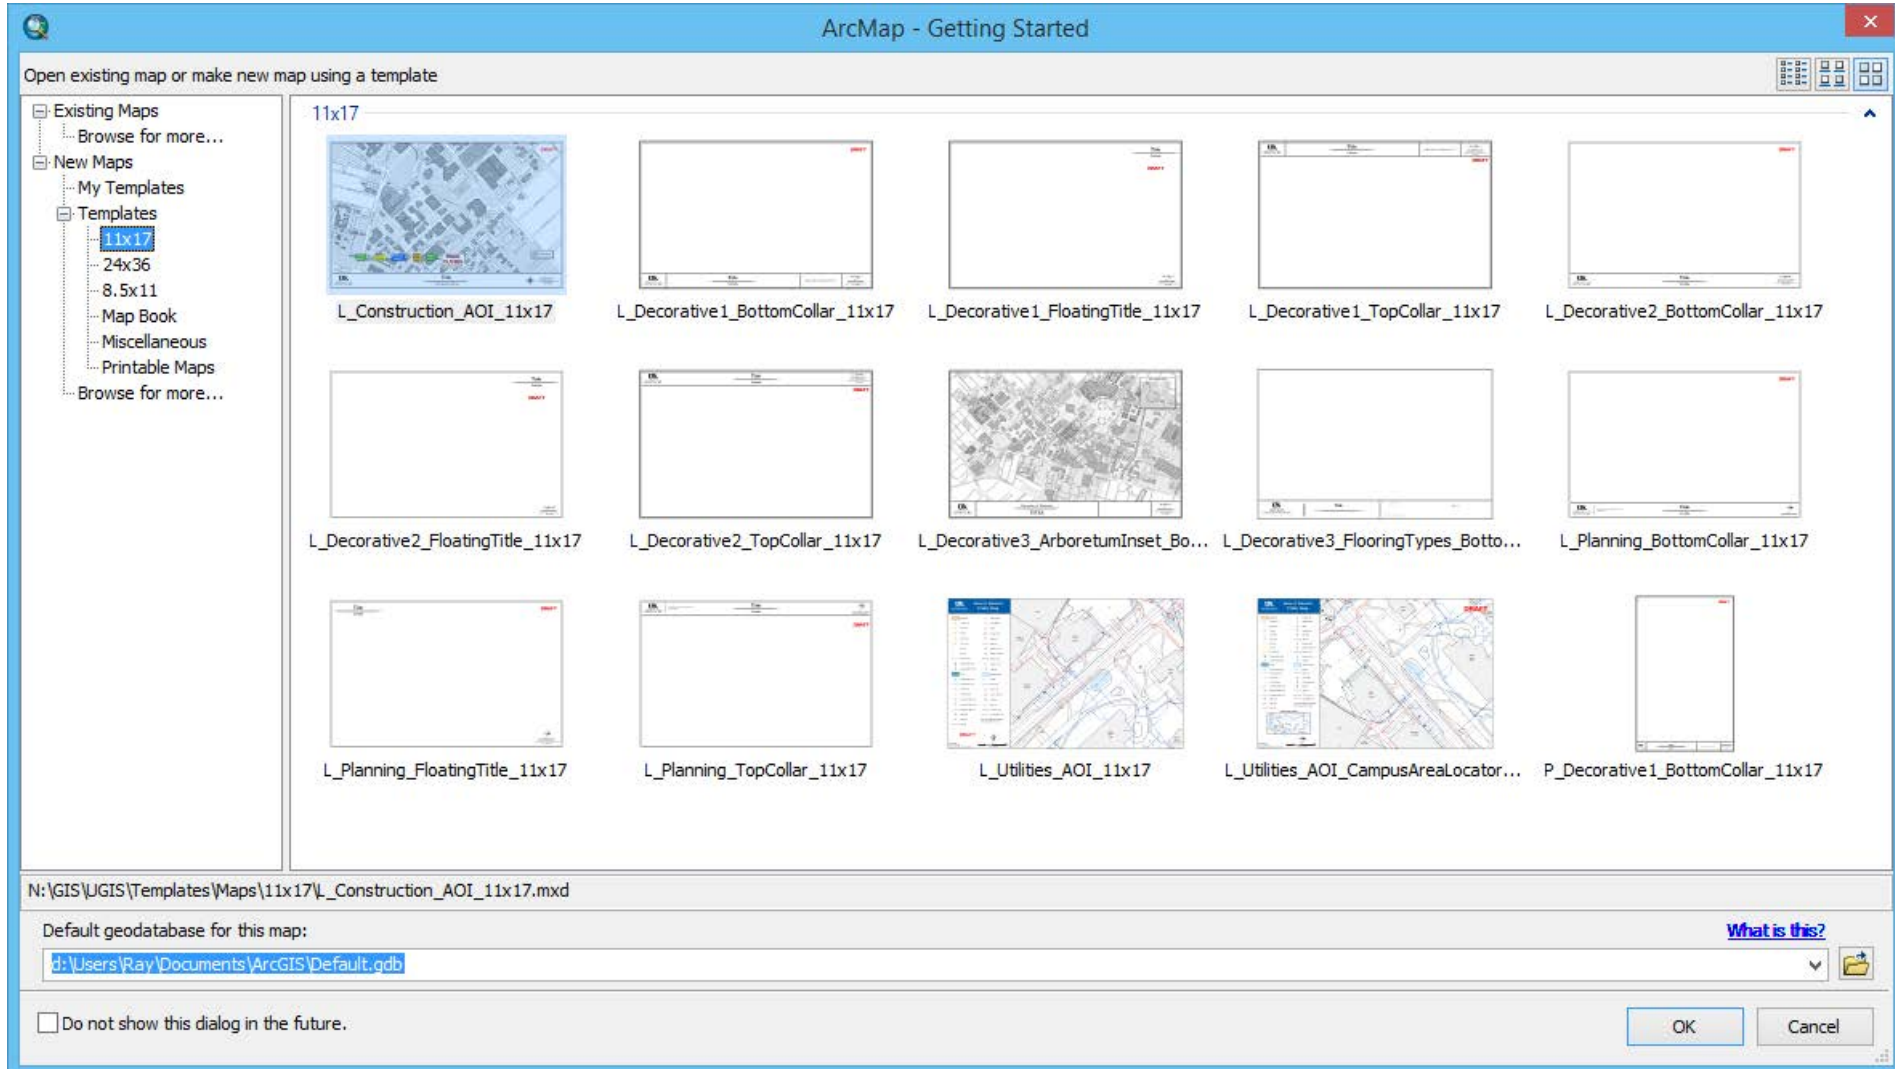 ArcMap - Getting Started
Open existing map or make new map using a template
Existing Maps
Browse for more...
New Maps
My Templates
Templates
11x17
24x36
8.5x11
Map Book
Miscellaneous
Printable Maps
Browse for more...
11x17
DRAFT
L_Construction_AOI_11x17
L_Decorative1_BottomCollar_11x17
L_Decorative1_FloatingTitle_11x17
L_Decorative1_TopCollar_11x17
L_Decorative2_BottomCollar_11x17
L_Decorative2_FloatingTitle_11x17
L_Decorative2_TopCollar_11x17
L_Decorative3_ArboretumInset_Bo...
L_Decorative3_FlooringTypes_Botto...
L_Planning_BottomCollar_11x17
L_Planning_FloatingTitle_11x17
L_Planning_TopCollar_11x17
L_Utilities_AOI_11x17
L_Utilities_AOI_CampusAreaLocator...
P_Decorative1_BottomCollar_11x17
N:\GIS\UGIS\Templates\Maps\11x17\L_Construction_AOI_11x17.mxd
Default geodatabase for this map:
What is this?
d:\Users\Ray\Documents\ArcGIS\Default.gdb
Do not show this dialog in the future.
OK
Cancel